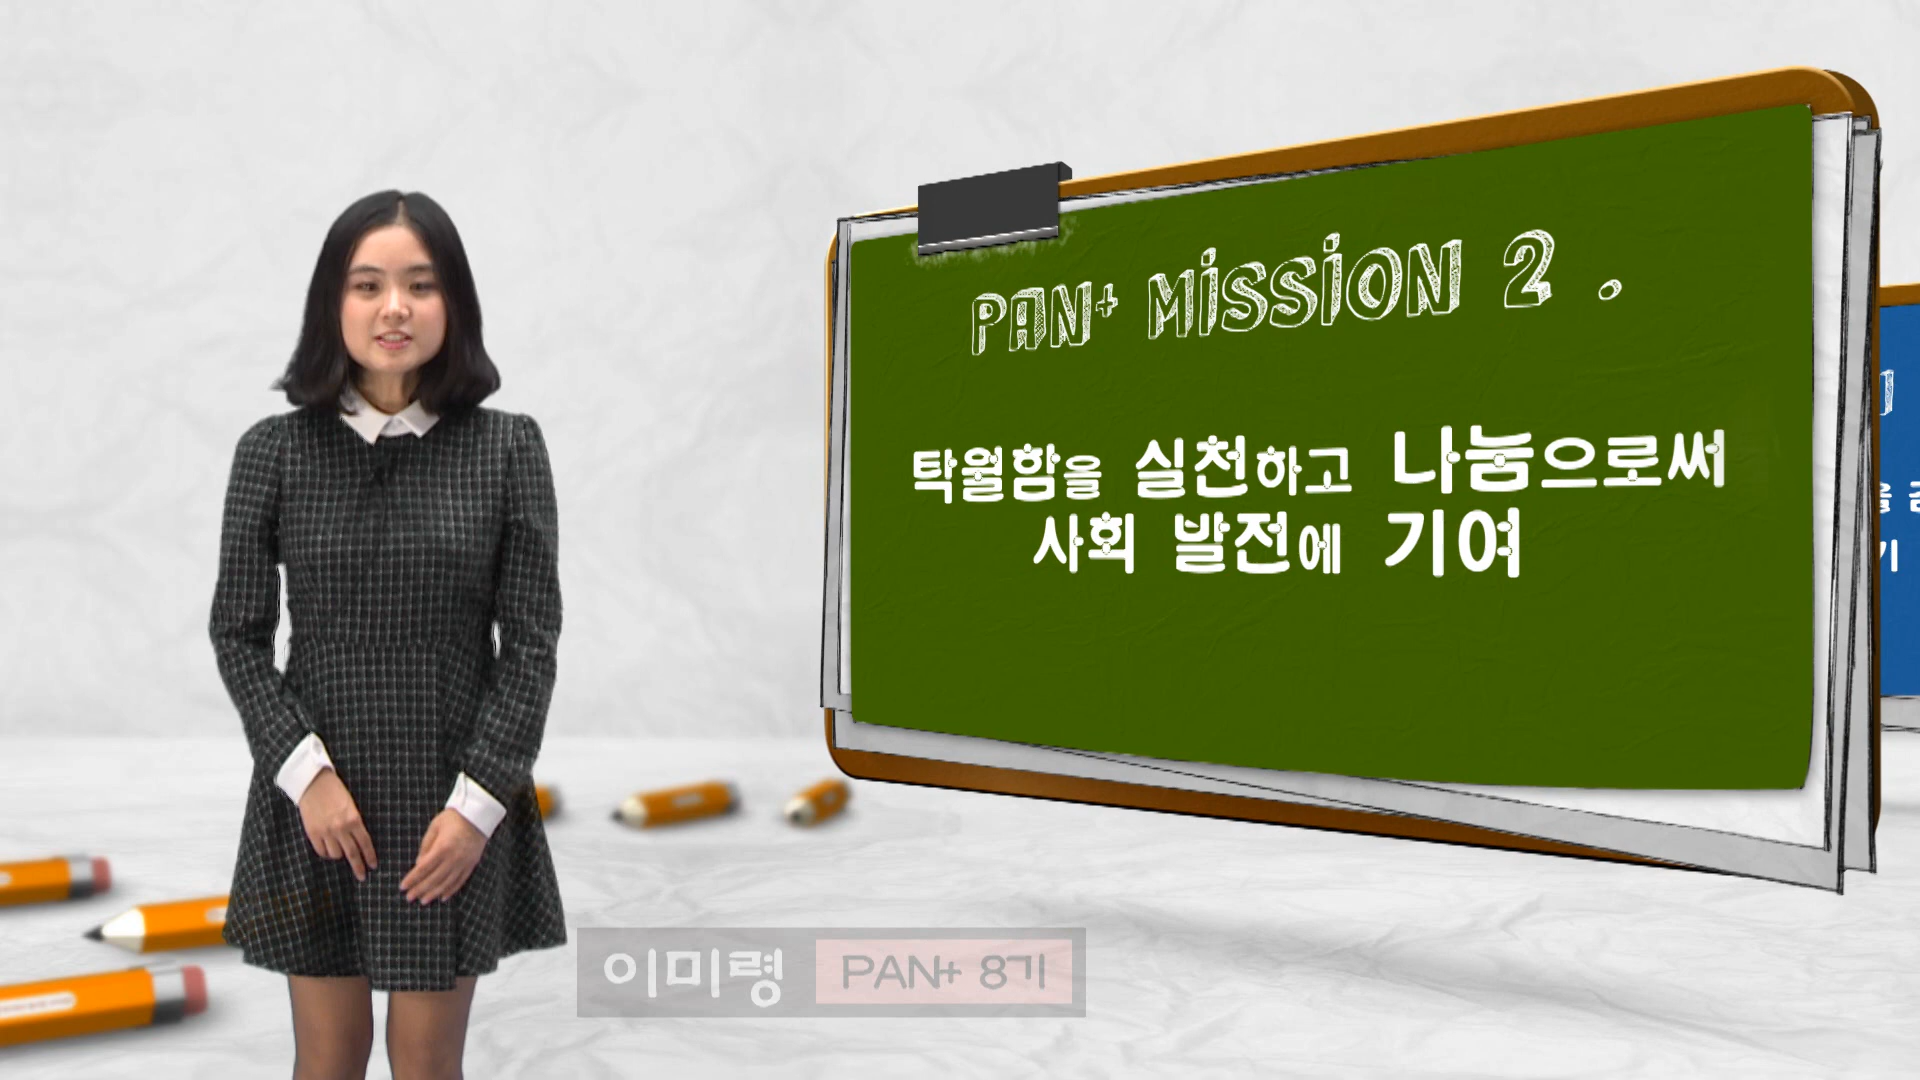 PAN+ MISSION 2 .
탁월함을 실천하고 나눔으로써
사회 발전에 기여
이미령 PAN+ 8기